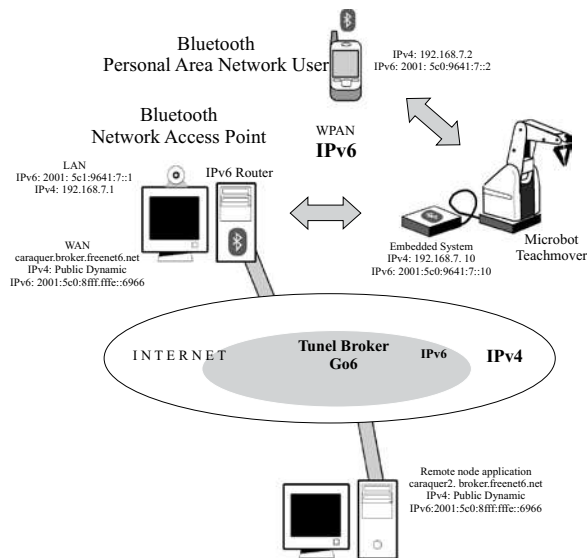 Bluetooth
Personal Area Network User
IPv4: 192.168.7.2
IPv6: 2001: 5c0:9641:7::2
Bluetooth
Network Access Point
WPAN
IPv6
LAN
IPv6: 2001: 5c1:9641:7::1
IPv4: 192.168.7.1
IPv6 Router
WAN
caraquer.broker.freenet6.net
IPv4: Public Dynamic
IPv6: 2001:5c0:8fff.fffe::6966
Embedded System
IPv4: 192.168.7. 10
IPv6: 2001:5c0:9641:7::10
Microbot
Teachmover
INTERNET
Tunel Broker
Go6
IPv6
IPv4
Remote node application
caraquer2. broker.freenet6.net
IPv4: Public Dynamic
IPv6:2001:5c0:8fff:fffe::6966